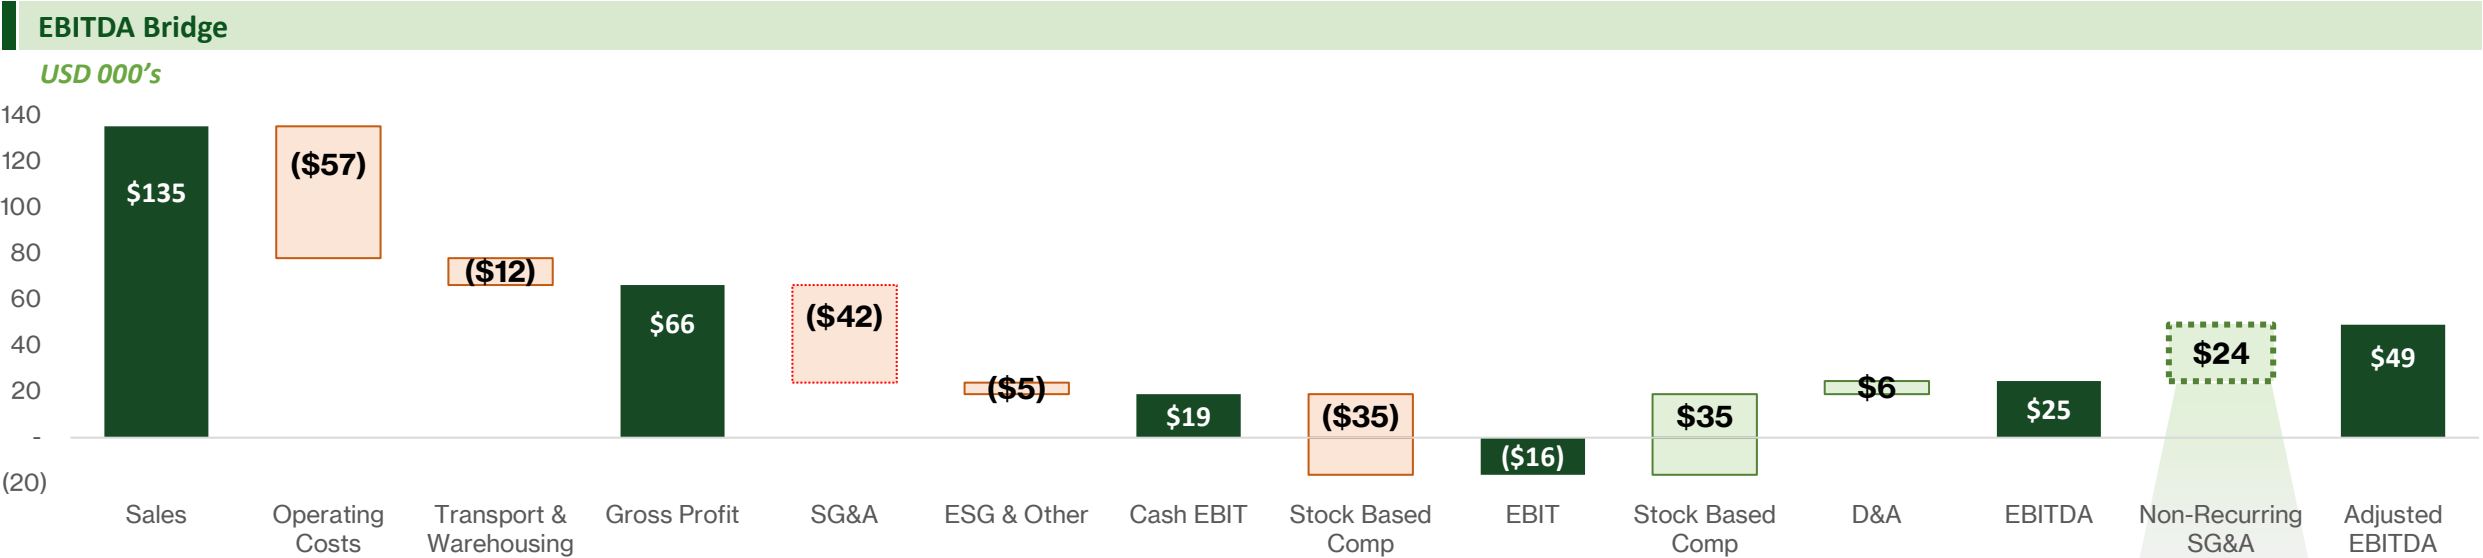 EBITDA Bridge
USD 000’s
140
120
100
80
60
40
20
-
(20)
$135
($57)
($12)
$66
($42)
($5)
$19
($35)
($16)
$35
$6
$25
$24
$49
Sales
Operating
Costs
Transport &
Warehousing
Gross Profit
SG&A
ESG & Other
Cash EBIT
Stock Based
Comp
EBIT
Stock Based
Comp
D&A
EBITDA
Non-Recurring
SG&A
Adjusted
EBITDA